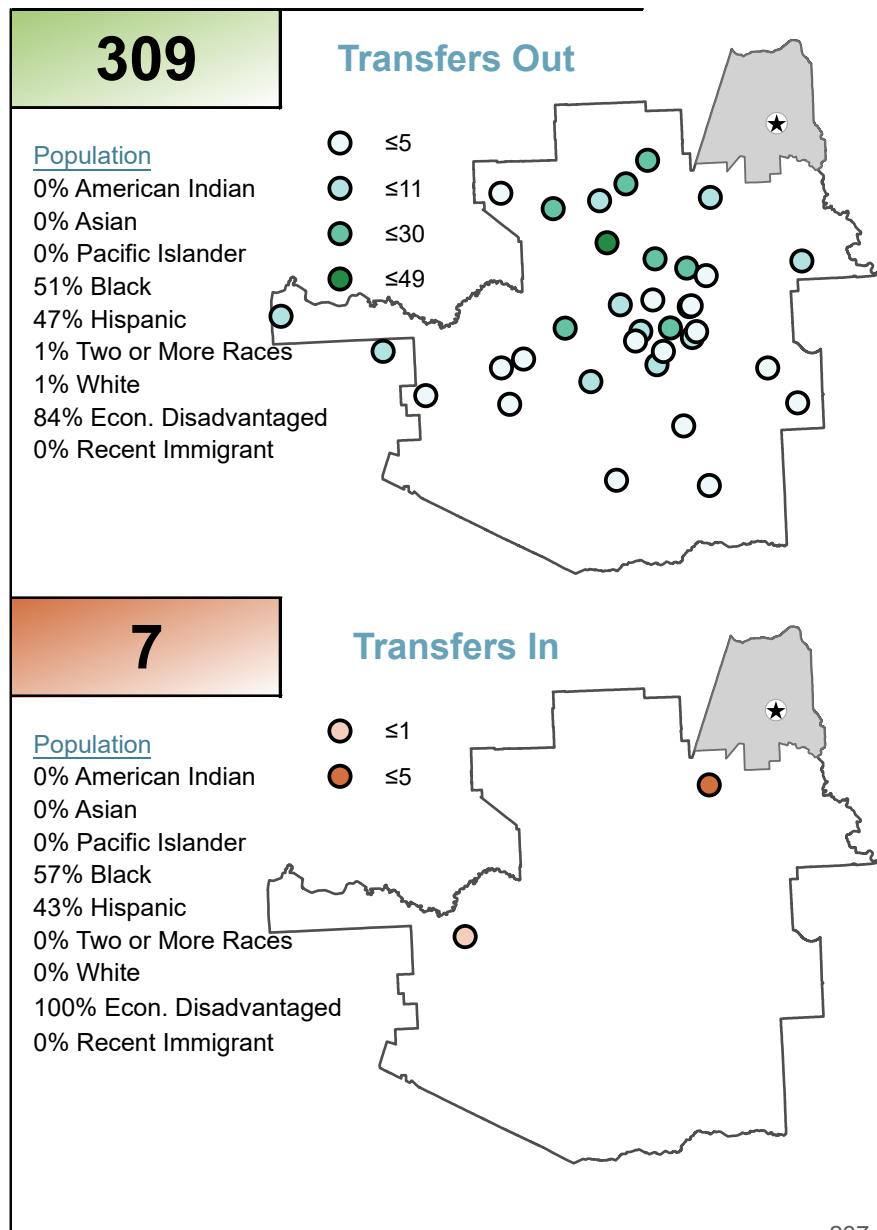 309
Transfers Out
Population
0% American Indian
0% Asian
0% Pacific Islander
51% Black
47% Hispanic
1% Two or More Races
1% White
84% Econ. Disadvantaged
0% Recent Immigrant
≤5
≤11
≤30
≤49
7
Transfers In
Population
0% American Indian
0% Asian
0% Pacific Islander
57% Black
43% Hispanic
0% Two or More Races
0% White
100% Econ. Disadvantaged
0% Recent Immigrant
≤1
≤5